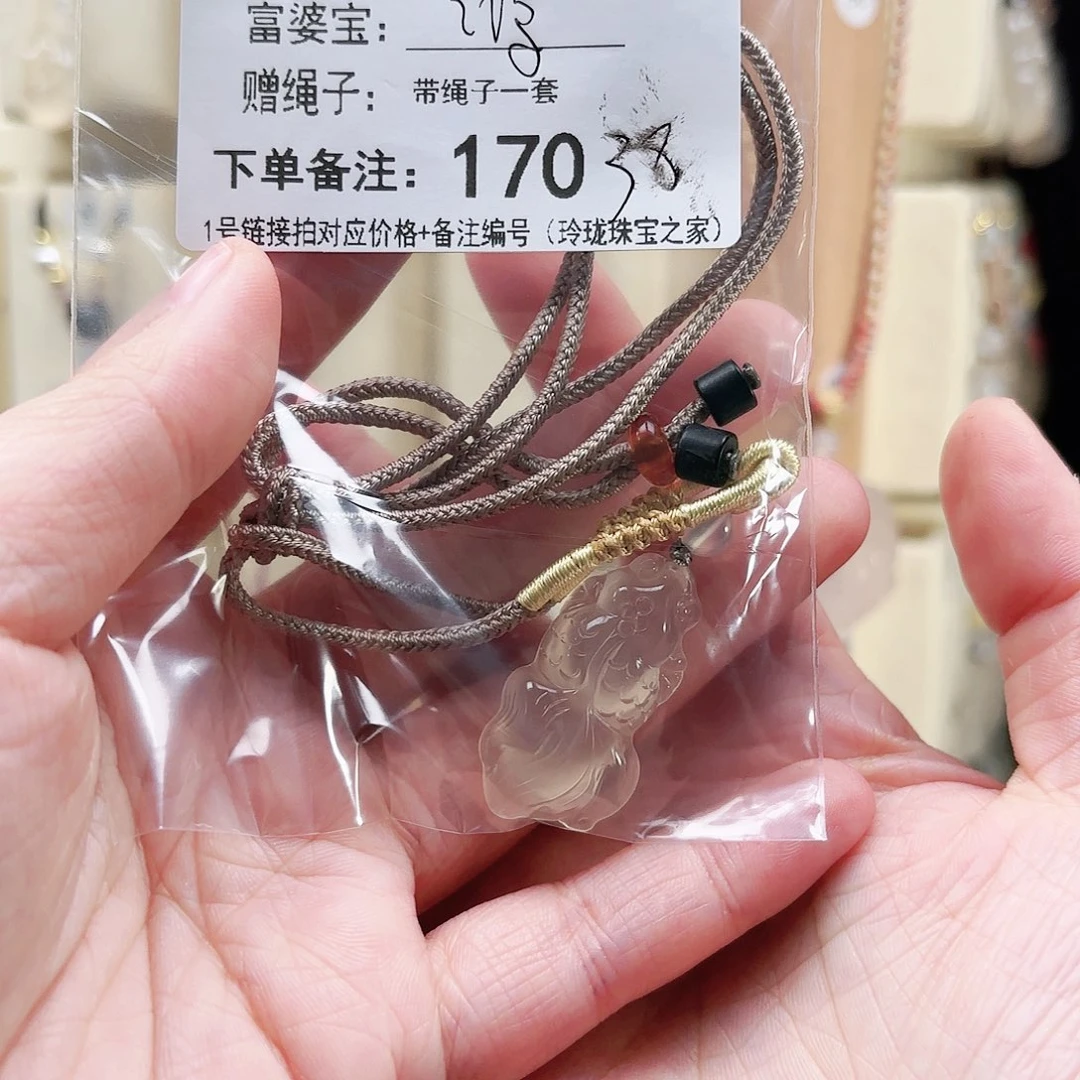 富婆宝：
赠绳子： 带绳子一套
下单备注： 170
1号链接拍对应价格+备注编号（玲珑珠宝之家）